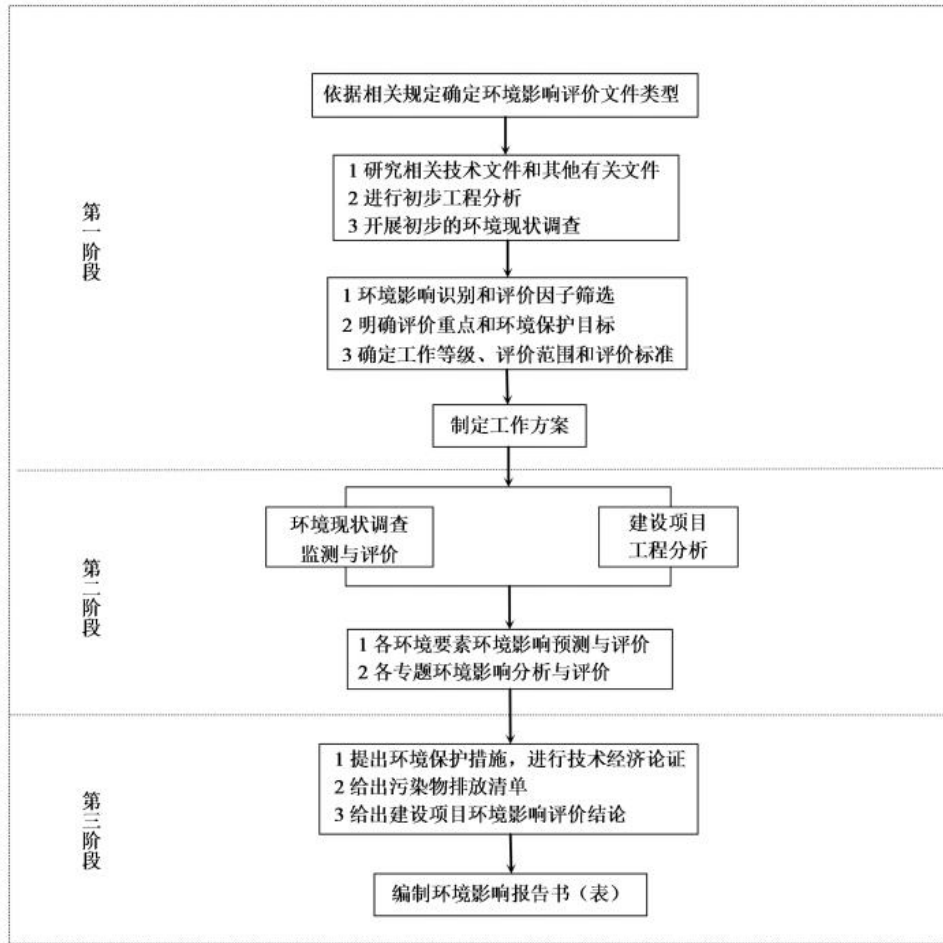 依据相关规定确定环境影响评价文件类型
1 研究相关技术文件和其他有关文件
2 进行初步工程分析
3 开展初步的环境现状调查
第一阶段
1 环境影响识别和评价因子筛选
2 明确评价重点和环境保护目标
3 确定工作等级、评价范围和评价标准
制定工作方案
环境现状调查
监测与评价
建设项目
工程分析
第二阶段
1 各环境要素环境影响预测与评价
2 各专题环境影响分析与评价
1 提出环境保护措施，进行技术经济论证
2 给出污染物排放清单
3 给出建设项目环境影响评价结论
第三阶段
编制环境影响报告书（表）